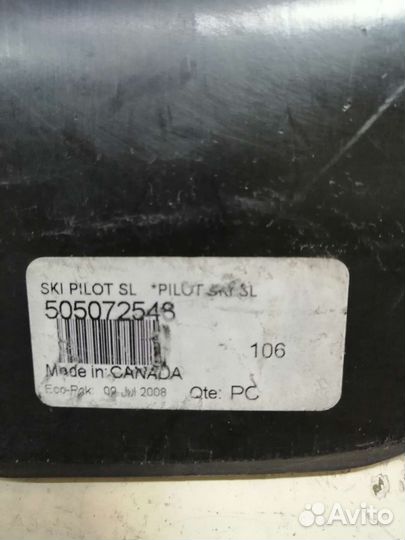 SKI PILOT SL *PILOT SKI SL
505072548
106
Made in: CANADA
Eco-Pak: 09 Jul 2008 Qte: PC
Avito